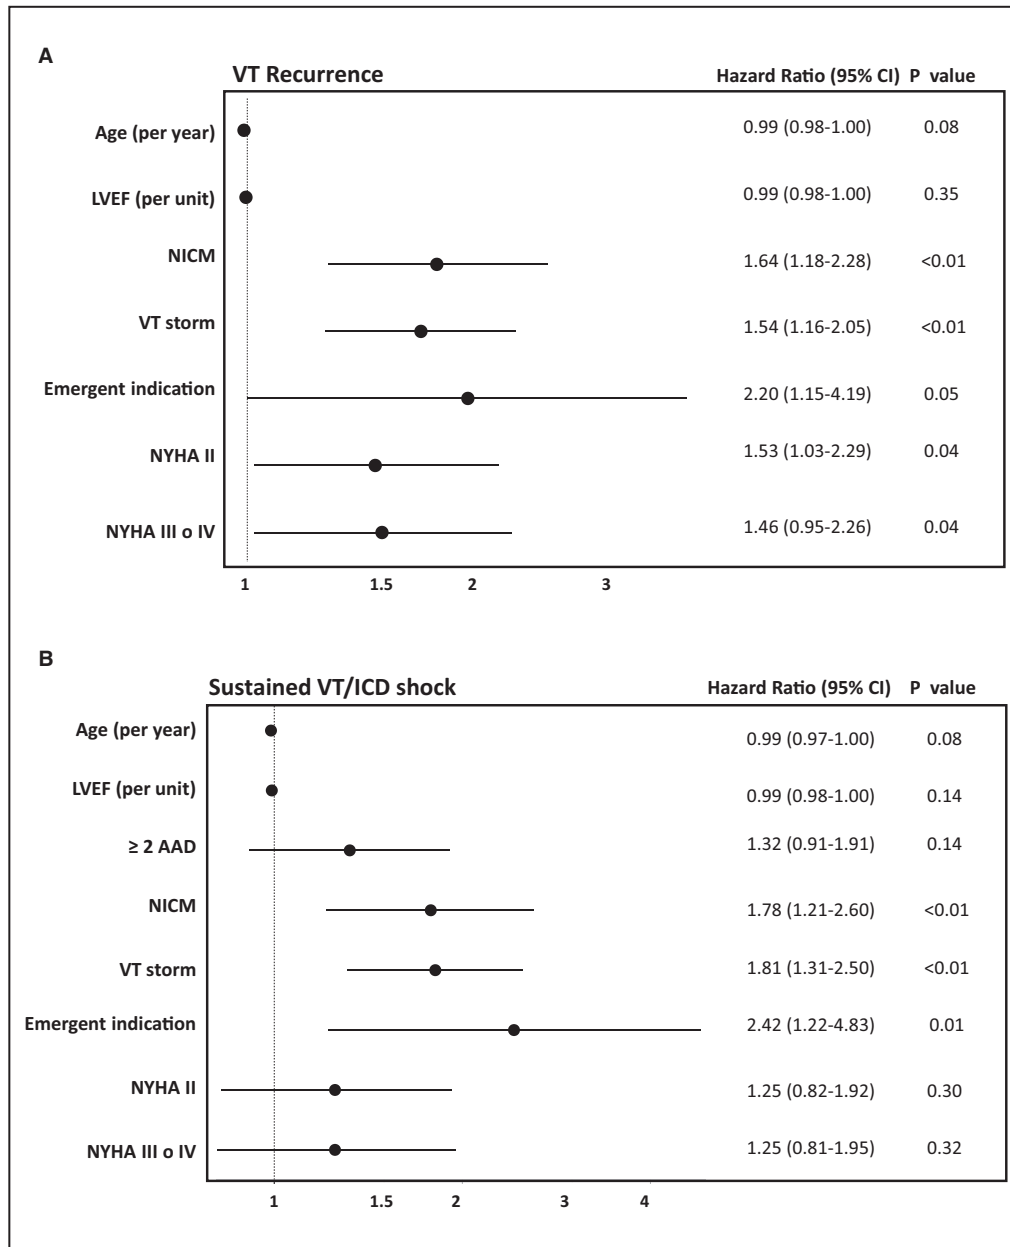 A
VT Recurrence Hazard Ratio (95% CI) P value
Age (per year) 0.99 (0.98-1.00) 0.08
LVEF (per unit) 0.99 (0.98-1.00) 0.35
NICM 1.64 (1.18-2.28) <0.01
VT storm 1.54 (1.16-2.05) <0.01
Emergent indication 2.20 (1.15-4.19) 0.05
NYHA II 1.53 (1.03-2.29) 0.04
NYHA III o IV 1.46 (0.95-2.26) 0.04
1 1.5 2 3
B
Sustained VT/ICD shock Hazard Ratio (95% CI) P value
Age (per year) 0.99 (0.97-1.00) 0.08
LVEF (per unit) 0.99 (0.98-1.00) 0.14
≥ 2 AAD 1.32 (0.91-1.91) 0.14
NICM 1.78 (1.21-2.60) <0.01
VT storm 1.81 (1.31-2.50) <0.01
Emergent indication 2.42 (1.22-4.83) 0.01
NYHA II 1.25 (0.82-1.92) 0.30
NYHA III o IV 1.25 (0.81-1.95) 0.32
1 1.5 2 3 4